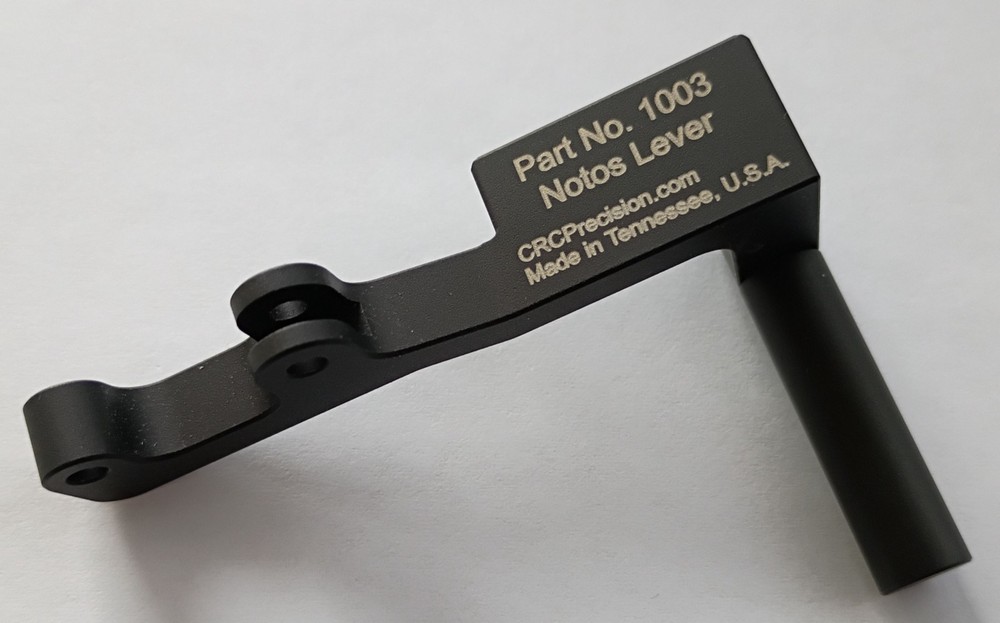 Part No. 1003
Notos Lever
CRCPrecision.com
Made in Tennessee, U.S.A.